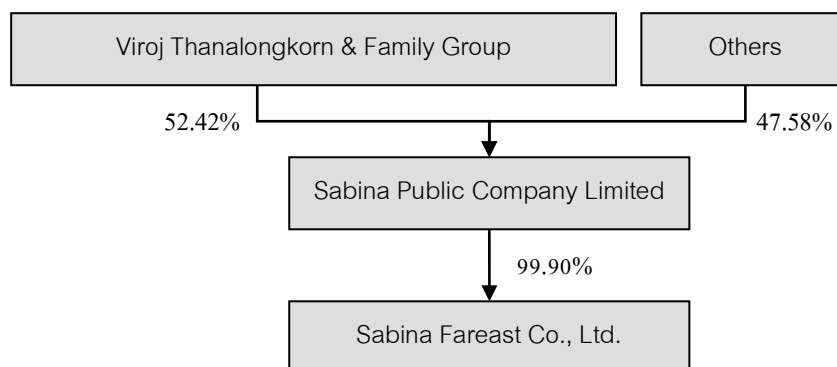 Viroj Thanalongkorn & Family Group
Others
52.42%
47.58%
Sabina Public Company Limited
99.90%
Sabina Fareast Co., Ltd.